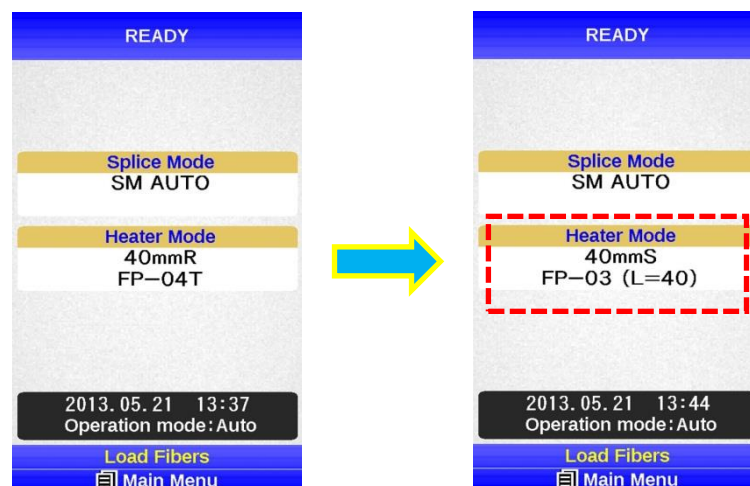 READY
Splice Mode
SM AUTO
Heater Mode
40mmR
FP-04T
2013.05.21 13:37
Operation mode:Auto
Load Fibers
Main Menu
READY
Splice Mode
SM AUTO
Heater Mode
40mmS
FP-03 (L=40)
2013.05.21 13:44
Operation mode:Auto
Load Fibers
Main Menu